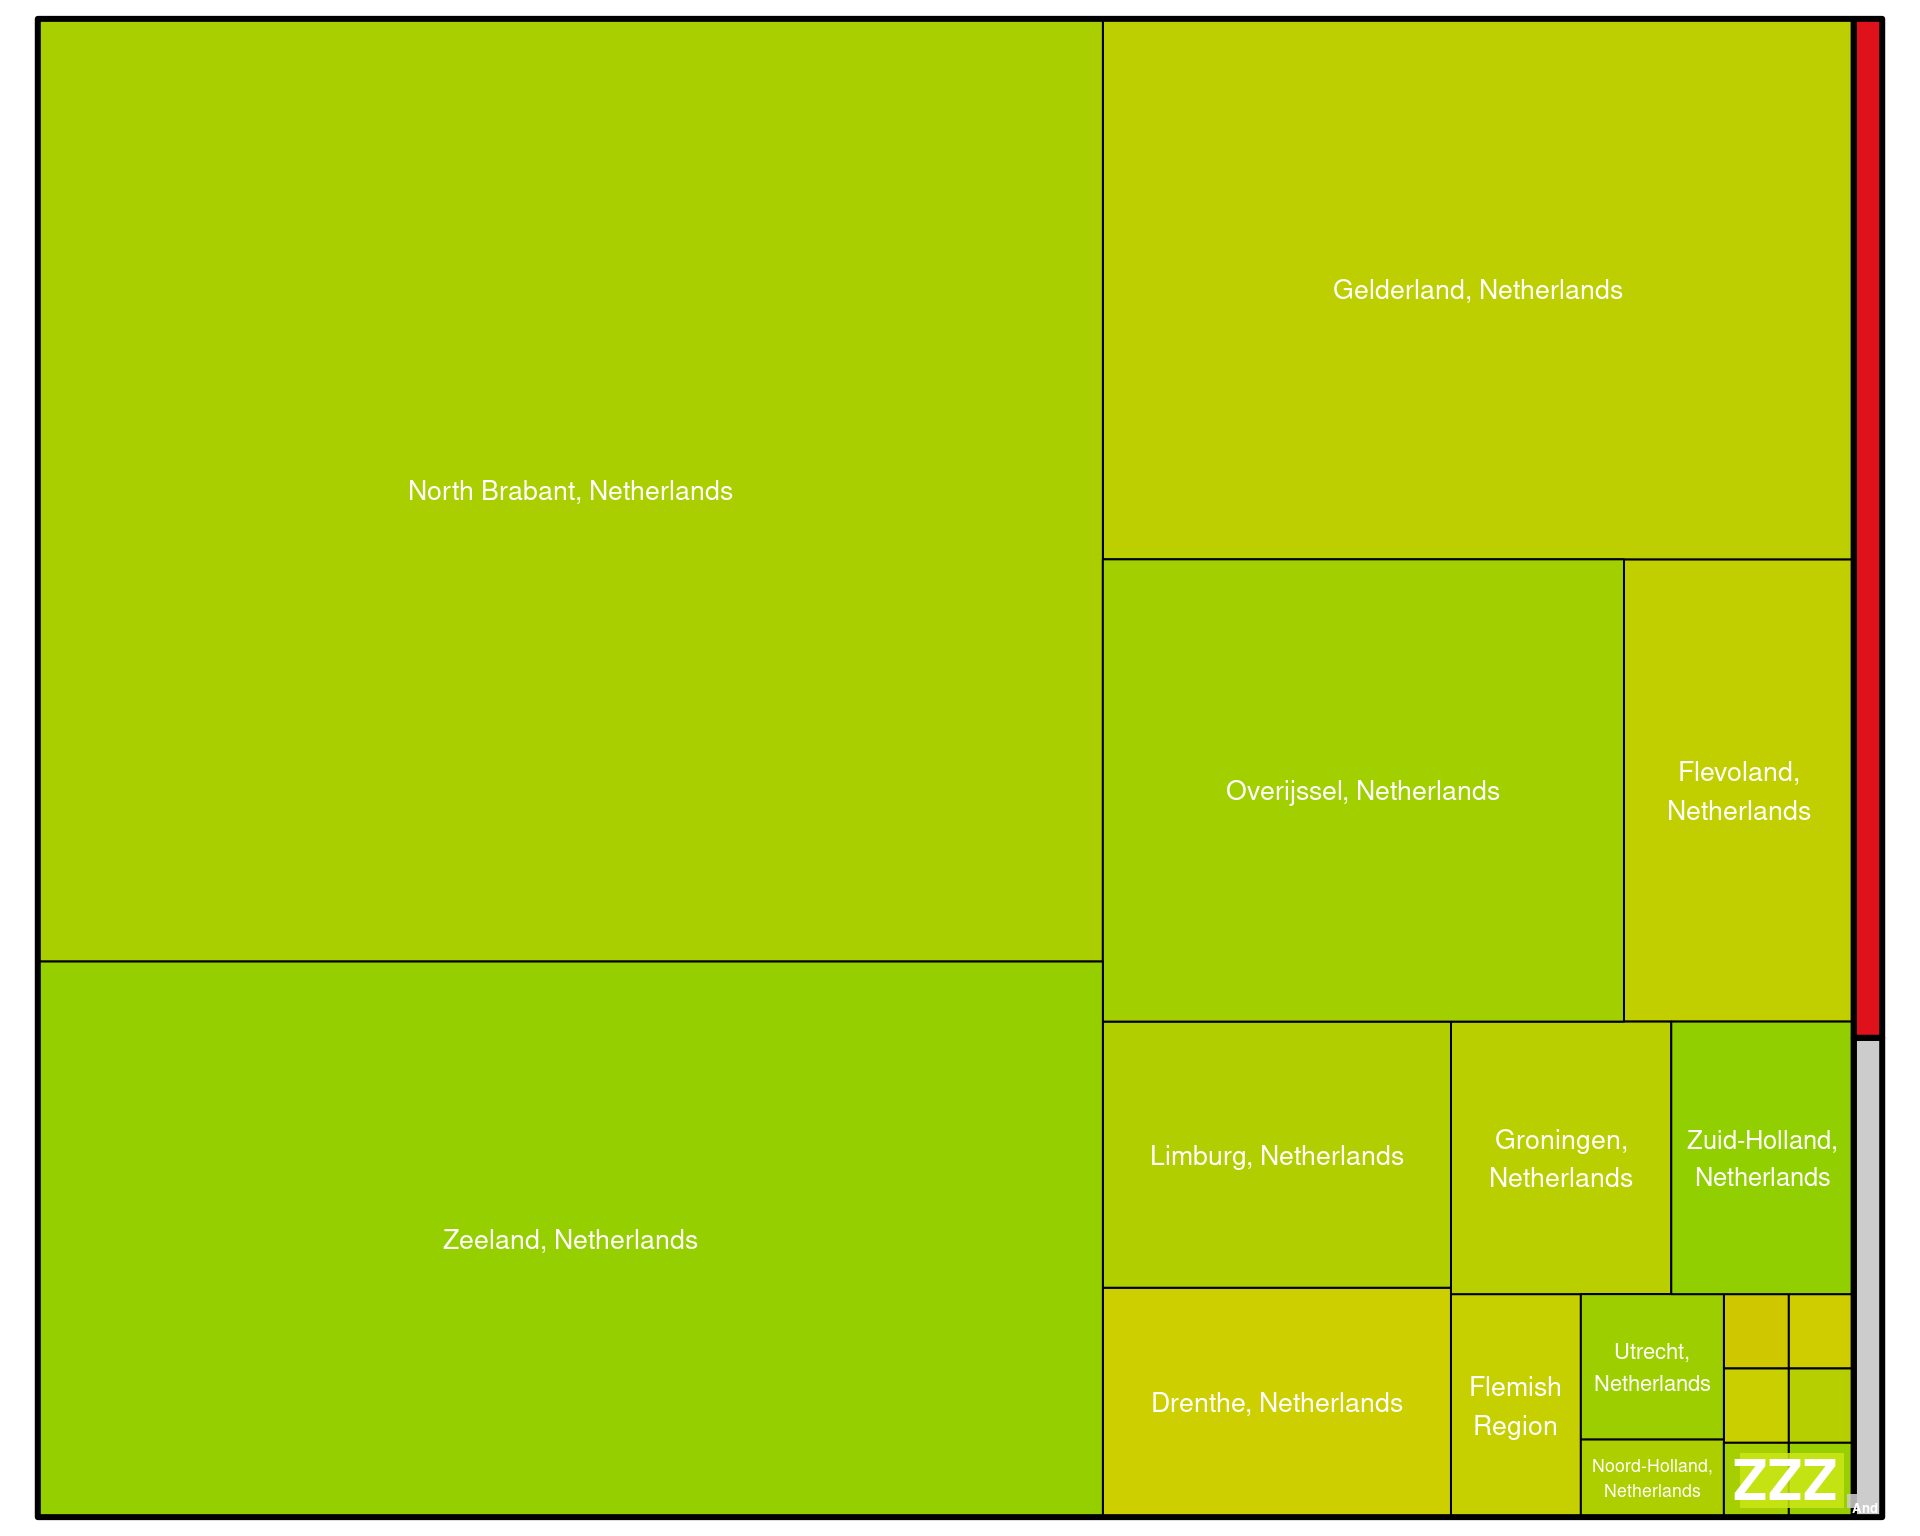 North Brabant, Netherlands
Zeeland, Netherlands
Gelderland, Netherlands
Overijssel, Netherlands
Flevoland,
Netherlands
Limburg, Netherlands
Groningen,
Netherlands
Zuid-Holland,
Netherlands
Drenthe, Netherlands
Flemish
Region
Utrecht,
Netherlands
Noord-Holland,
Netherlands
ZZZ
And